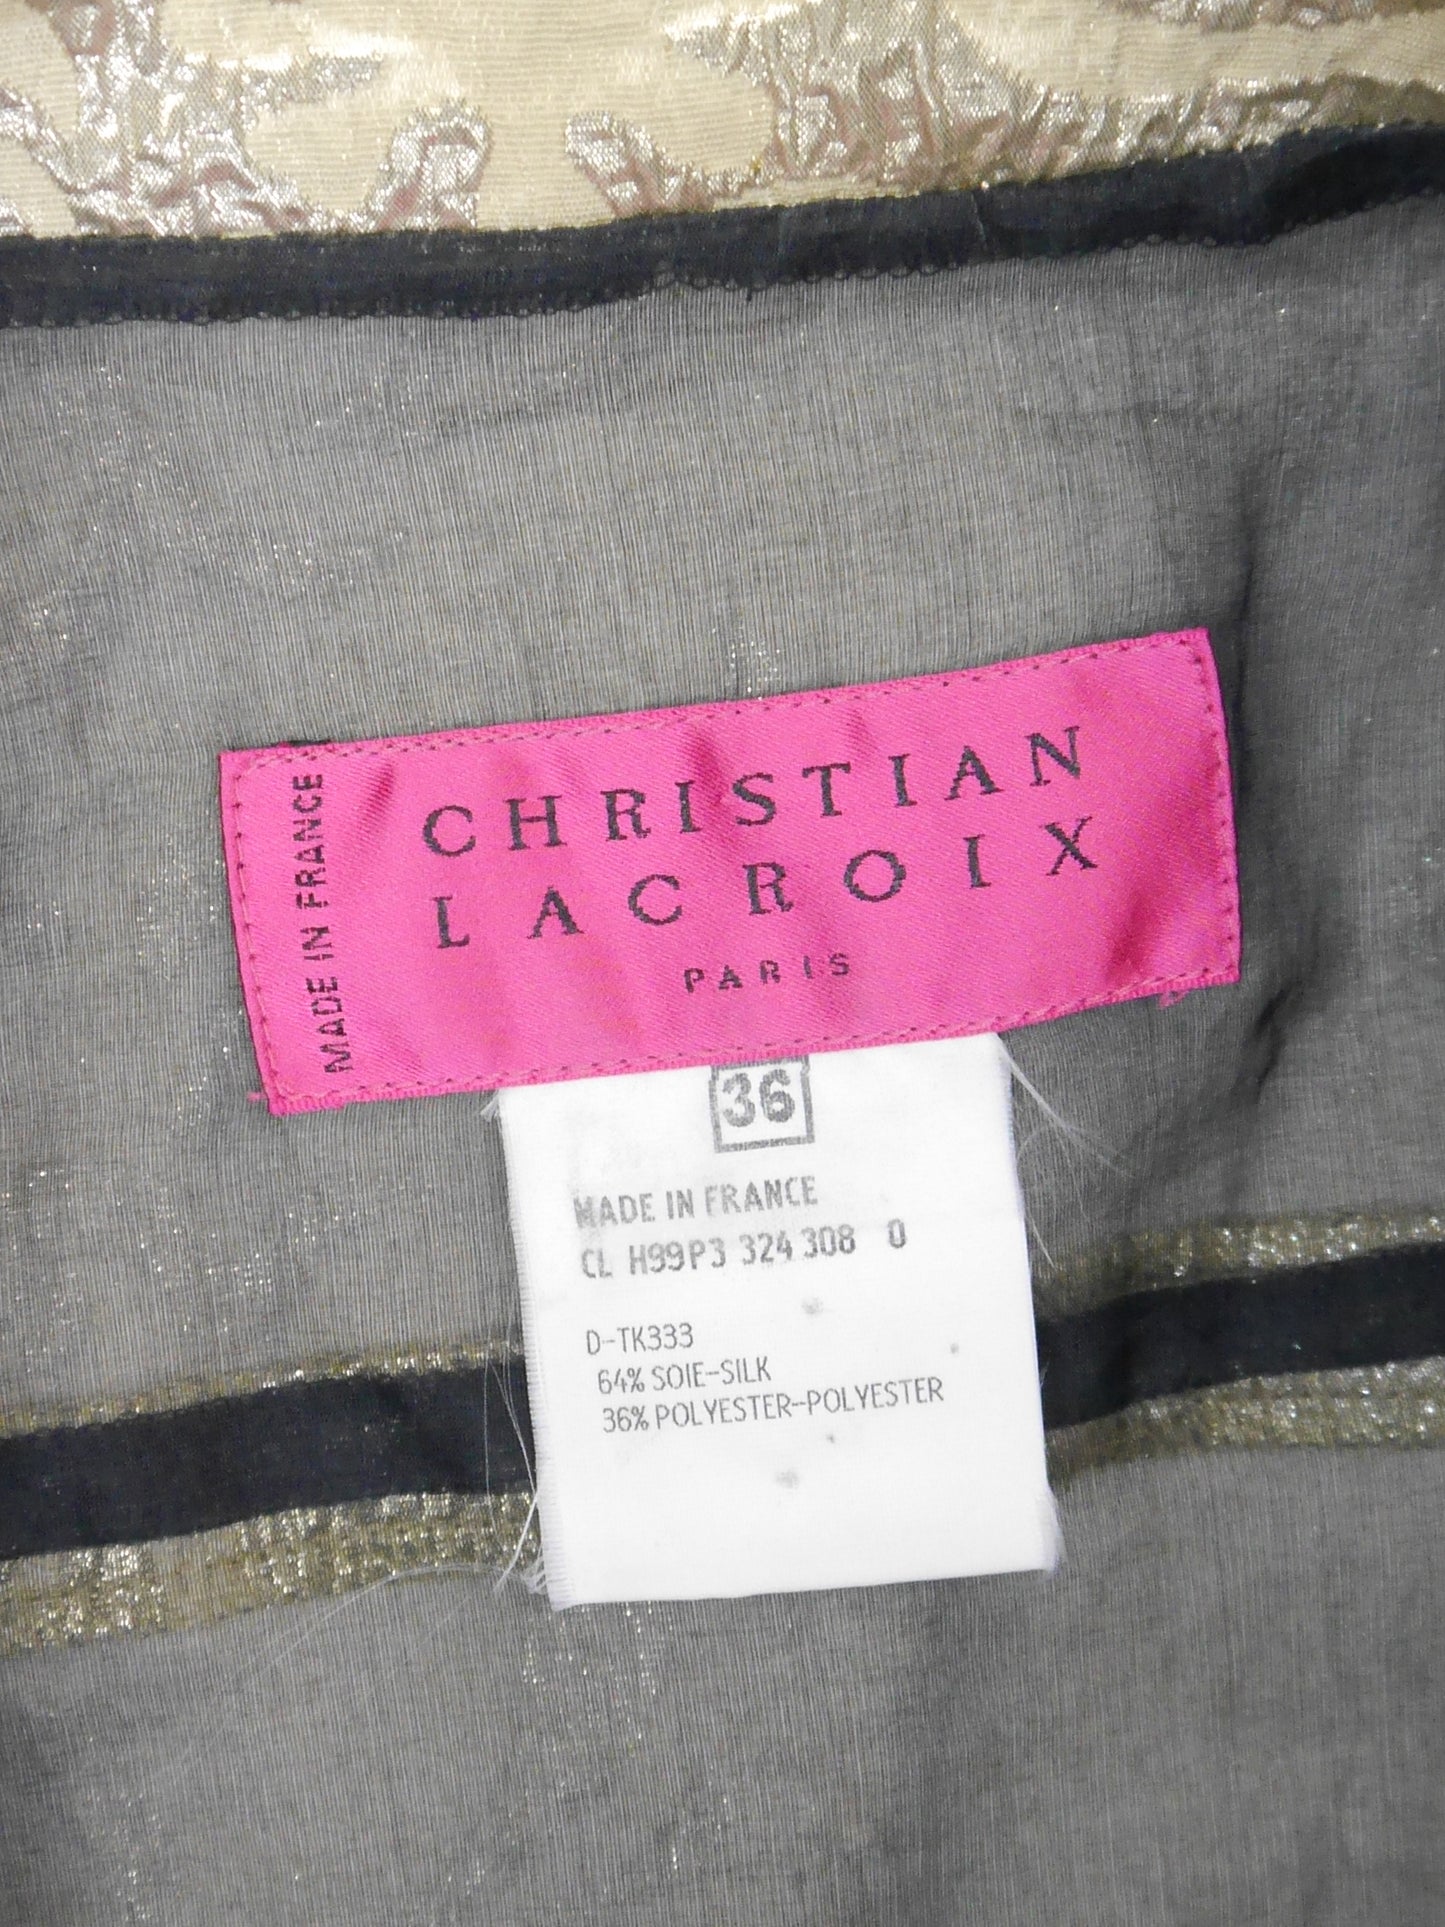 MADE IN FRANCE
CHRISTIAN
LACROIX
PARIS
36
MADE IN FRANCE
CL H99P3 324 308 0
D-TK333
64% SOIE-SILK
36% POLYESTER-POLYESTER